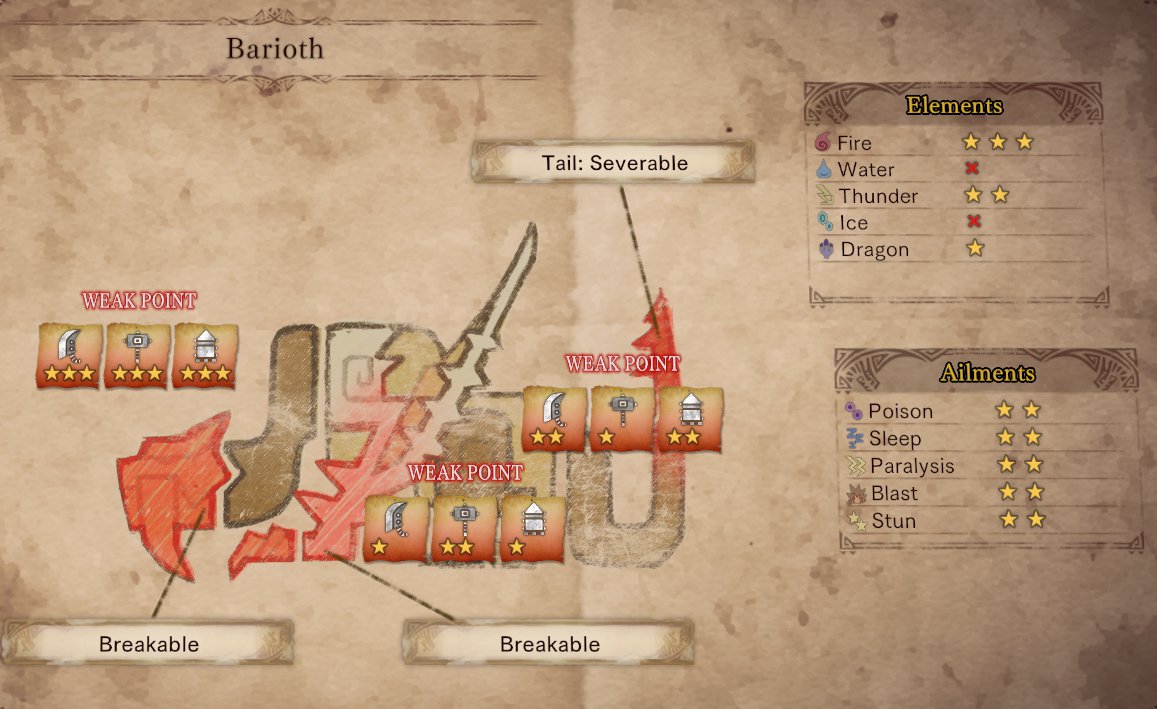 Barioth
Elements
Tail: Severable
Fire
Water
Thunder
Ice
Dragon
WEAK POINT
WEAK POINT
Ailments
Poison
Sleep
Paralysis
Blast
Stun
WEAK POINT
Breakable
Breakable